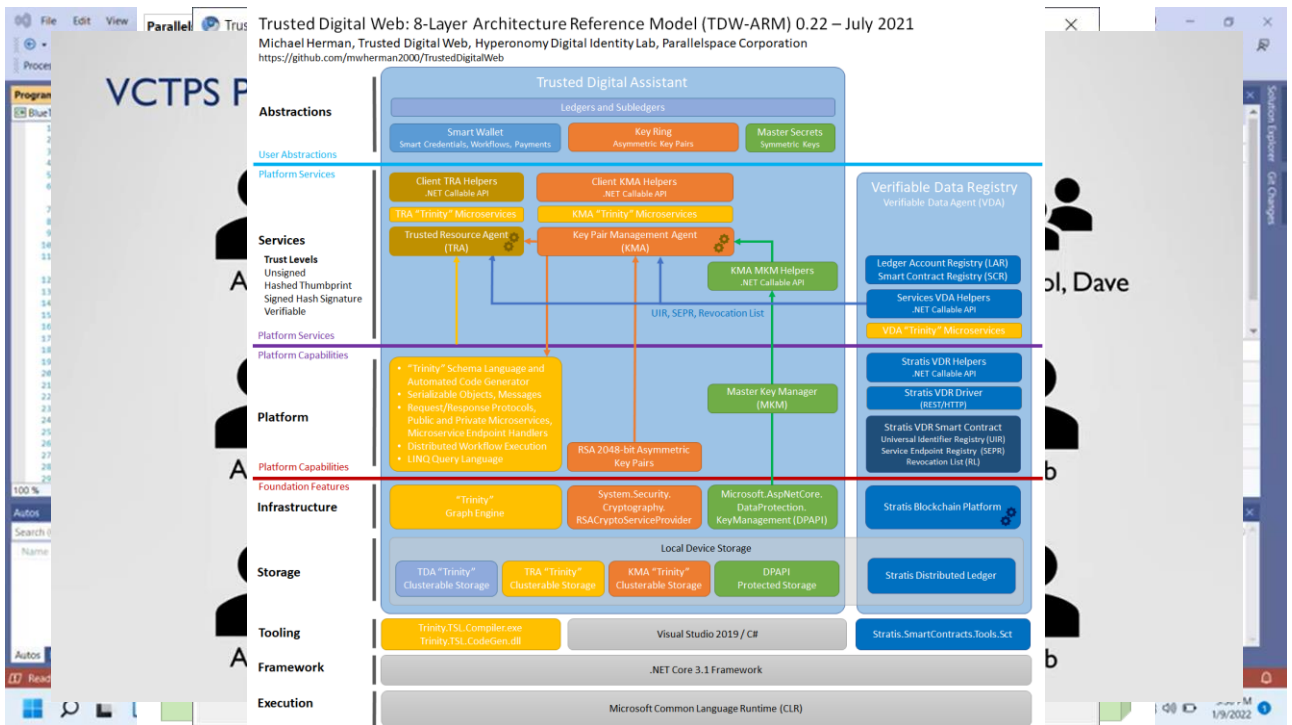 File Edit View
Parallel
Trus
Proces
Program
Blue
VCTPS P
Trusted Digital Web: 8-Layer Architecture Reference Model (TDW-ARM) 0.22 – July 2021
Michael Herman, Trusted Digital Web, Hyperonomy Digital Identity Lab, Parallelspace Corporation
https://github.com/mwherman2000/TrustedDigitalWeb
Trusted Digital Assistant
Abstractions
Ledgers and Subledgers
Smart Wallet
Smart Credentials, Workflows, Payments
Key Ring
Asymmetric Key Pairs
Master Secrets
Symmetric Keys
User Abstractions
Platform Services
Client TRA Helpers
.NET Callable API
Client KMA Helpers
.NET Callable API
Verifiable Data Registry
Verifiable Data Agent (VDA)
TRA "Trinity" Microservices
KMA "Trinity" Microservices
Services
Trusted Resource Agent
(TRA)
Key Pair Management Agent
(KMA)
Trust Levels
Unsigned
Hashed Thumbprint
Signed Hash Signature
Verifiable
KMA MKM Helpers
.NET Callable API
Ledger Account Registry (LAR)
Smart Contract Registry (SCR)
Services VDA Helpers
.NET Callable API
UIR, SEPR, Revocation List
VDA "Trinity" Microservices
Platform Services
Platform Capabilities
• "Trinity" Schema Language and
Automated Code Generator
• Serializable Objects, Messages
• Request/Response Protocols,
Public and Private Microservices,
Microservice Endpoint Handlers
• Distributed Workflow Execution
• LINQ Query Language
Stratis VDR Helpers
.NET Callable API
Master Key Manager
(MKM)
Stratis VDR Driver
(REST/HTTP)
Platform
Stratis VDR Smart Contract
Universal Identifier Registry (UIR)
Service Endpoint Registry (SEPR)
Revocation List (RL)
RSA 2048-bit Asymmetric
Key Pairs
Platform Capabilities
Foundation Features
Infrastructure
"Trinity"
Graph Engine
System.Security.
Cryptography.
RSACryptoServiceProvider
Microsoft.AspNetCore.
DataProtection.
KeyManagement (DPAPI)
Stratis Blockchain Platform
Local Device Storage
Storage
TDA "Trinity"
Clusterable Storage
TRA "Trinity"
Clusterable Storage
KMA "Trinity"
Clusterable Storage
DPAPI
Protected Storage
Stratis Distributed Ledger
Tooling
Trinity.TSL.Compiler.exe
Trinity.TSL.CodeGen.dll
Visual Studio 2019 / C#
Stratis.SmartContracts.Tools.Sct
Framework
.NET Core 3.1 Framework
Execution
Microsoft Common Language Runtime (CLR)
ol, Dave
b
b
A
A
A
Solution Explorer
Git Changes
100 %
Autos
Search
Name
Autos
Read
1/9/2022